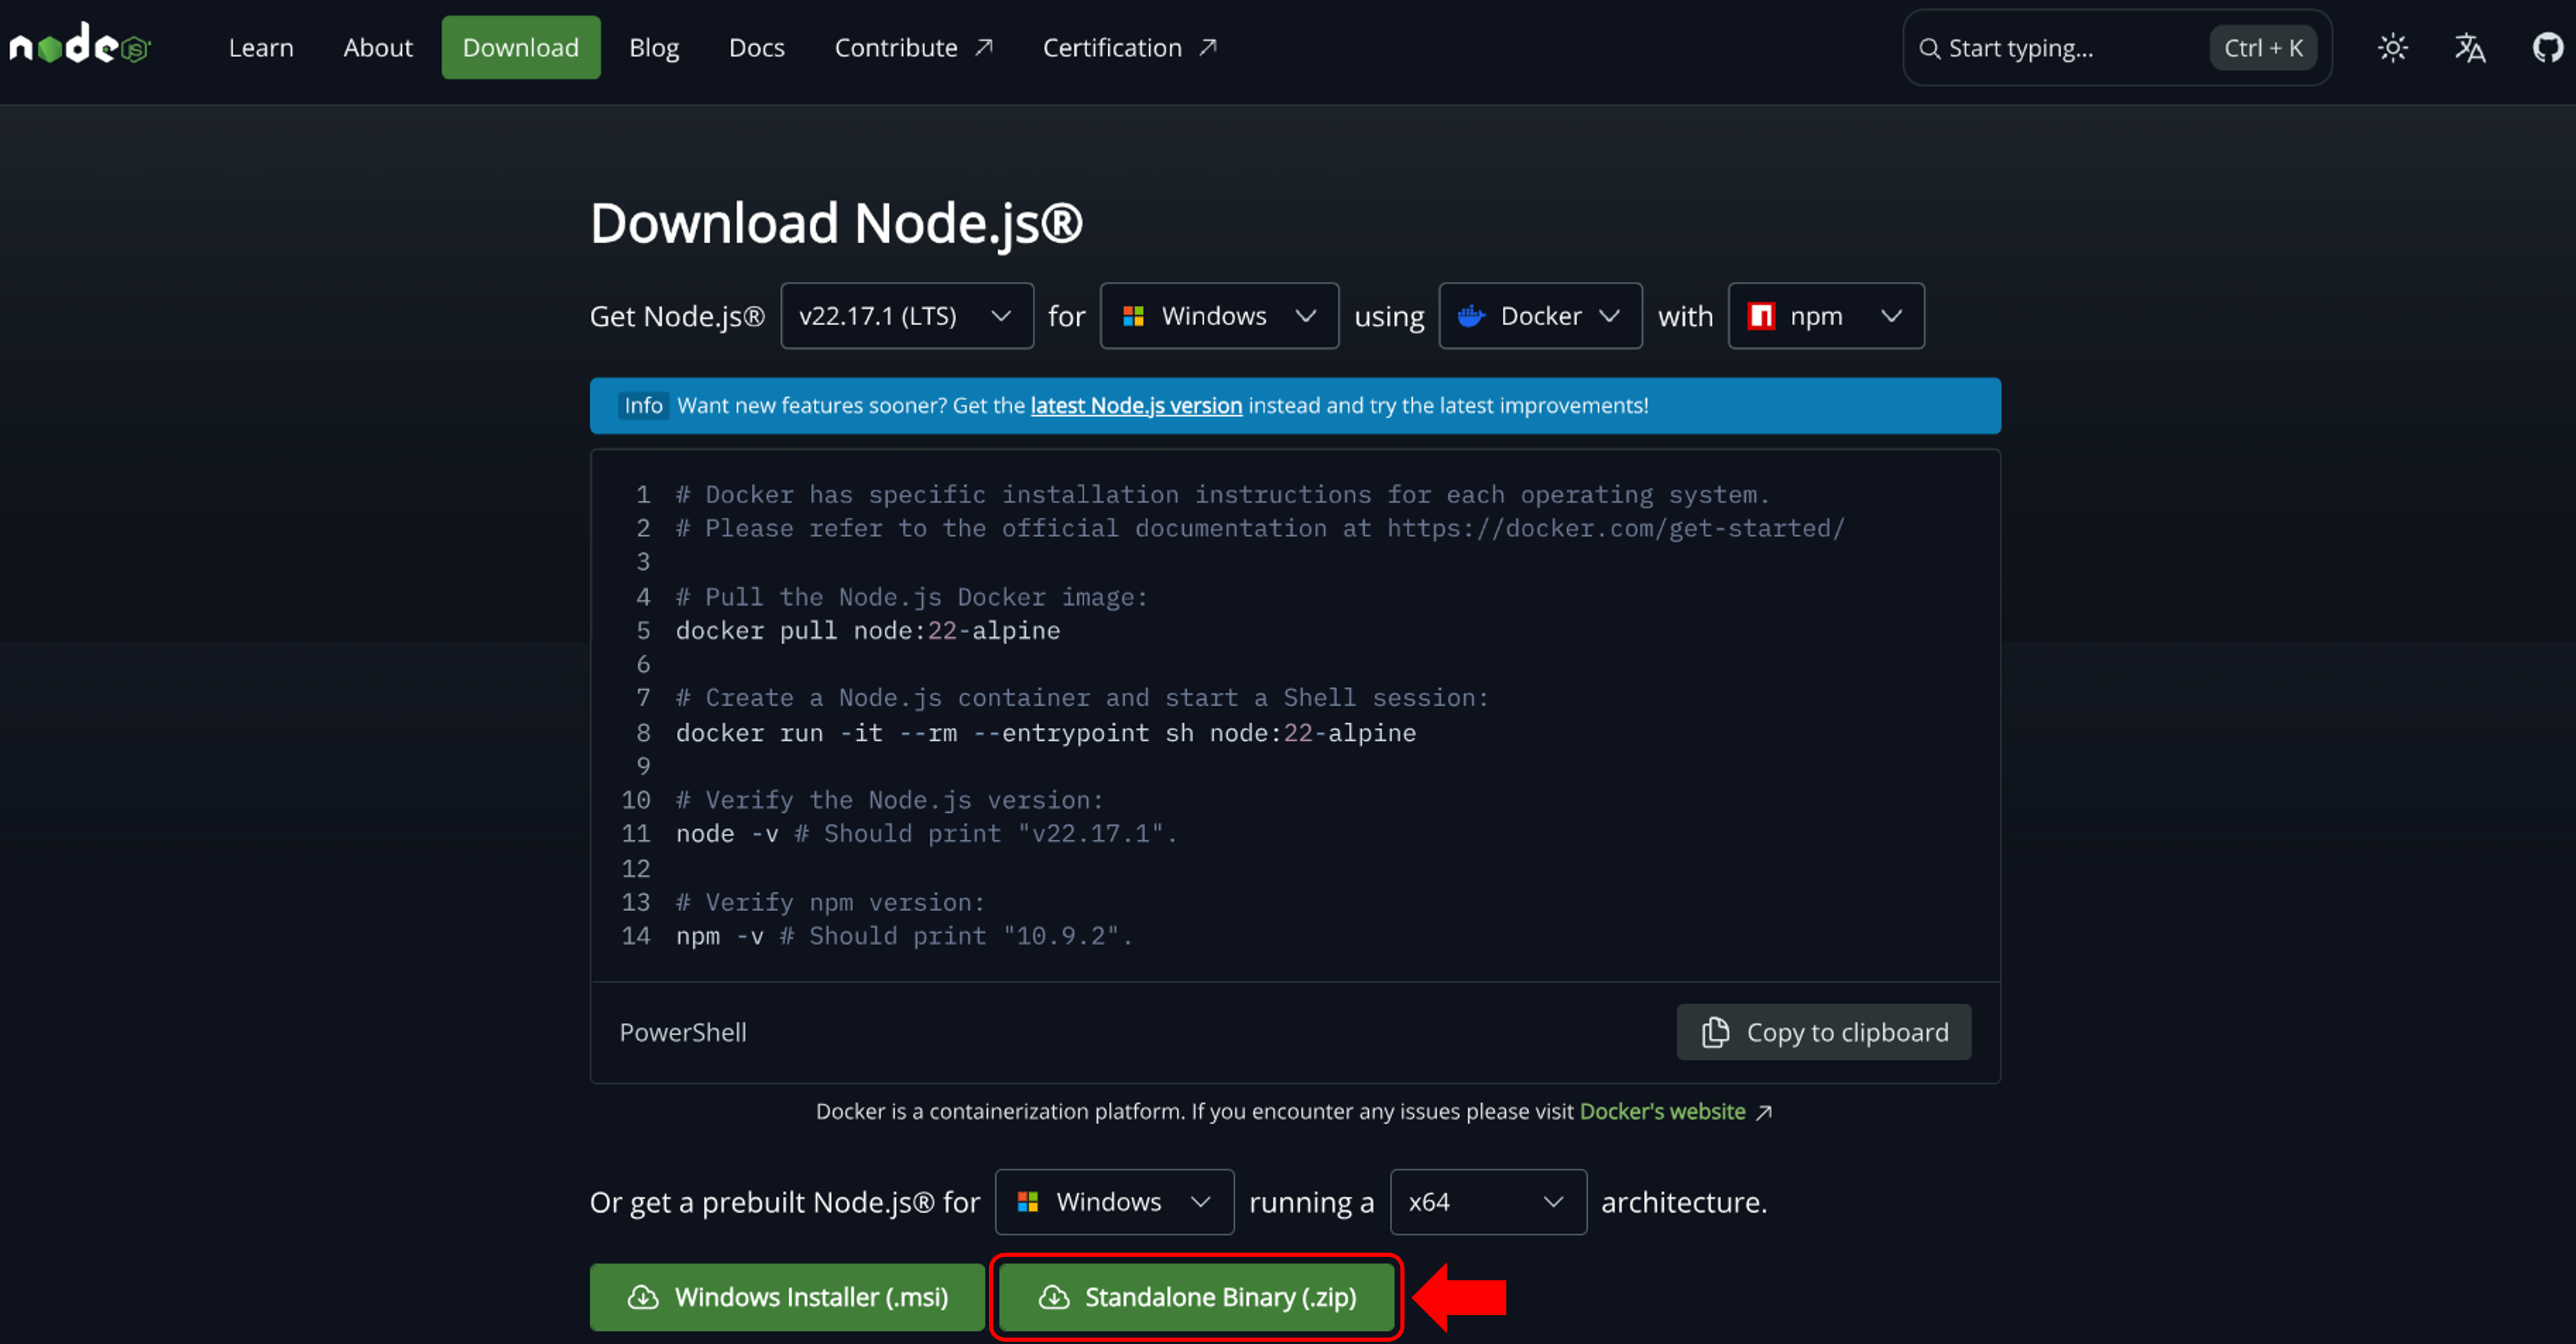 node JS
Learn About Download Blog Docs Contribute Certification Start typing... Ctrl + K
Download Node.js®
Get Node.js® v22.17.1 (LTS) for Windows using Docker with npm
Info Want new features sooner? Get the latest Node.js version instead and try the latest improvements!
1 # Docker has specific installation instructions for each operating system.
2 # Please refer to the official documentation at https://docker.com/get-started/
3
4 # Pull the Node.js Docker image:
5 docker pull node:22-alpine
6
7 # Create a Node.js container and start a Shell session:
8 docker run -it --rm --entrypoint sh node:22-alpine
9
10 # Verify the Node.js version:
11 node -v # Should print "v22.17.1".
12
13 # Verify npm version:
14 npm -v # Should print "10.9.2".
PowerShell Copy to clipboard
Docker is a containerization platform. If you encounter any issues please visit Docker's website
Or get a prebuilt Node.js® for Windows running a x64 architecture.
Windows Installer (.msi) Standalone Binary (.zip)